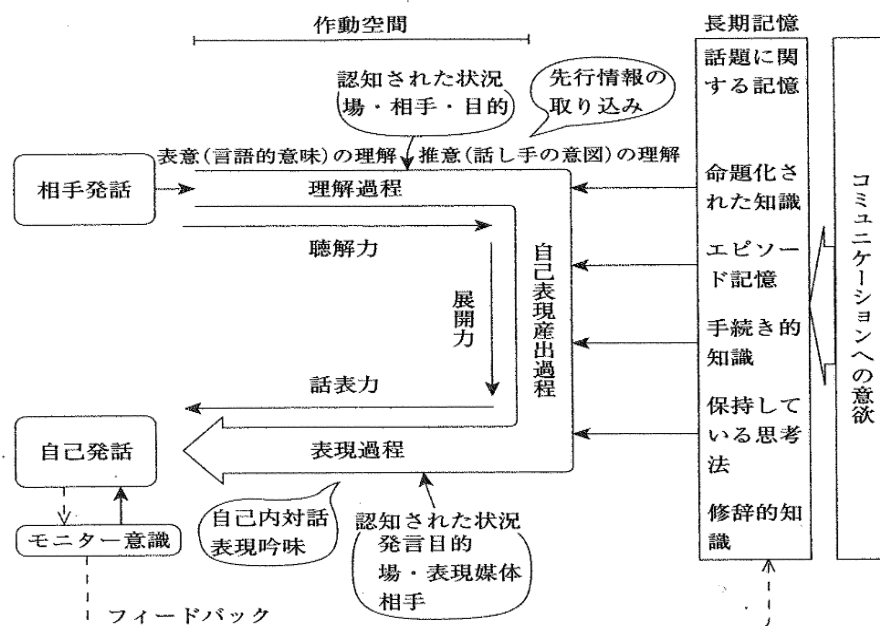 作動空間
長期記憶
認知された状況
場・相手・目的
先行情報の
取り込み
表意(言語的意味)の理解
推意(話し手の意図)の理解
相手発話
理解過程
聴解力
展開力
自己表現産出過程
話表力
自己発話
表現過程
モニター意識
自己内対話
表現吟味
認知された状況
発言目的
場・表現媒体
相手
フィードバック
話題に関
する記憶
命題化さ
れた知識
エピソー
ド記憶
手続き的
知識
保持して
いる思考
法
修辞的知
識
コミュニケーションへの意欲